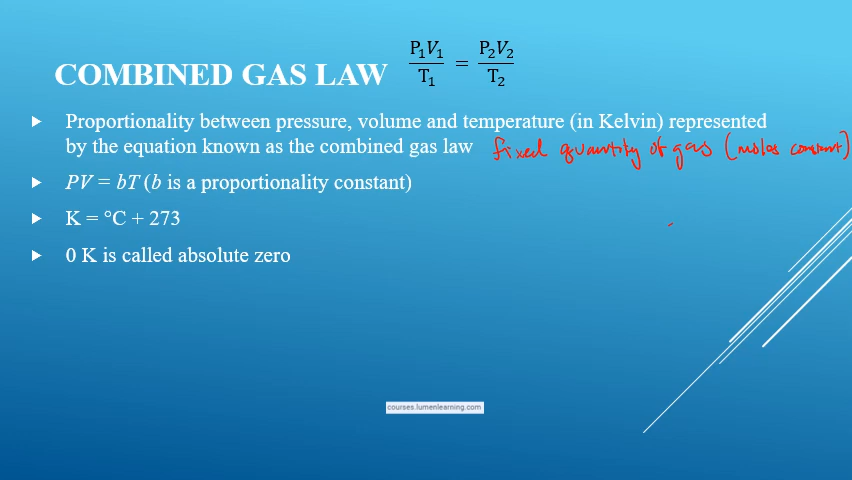 COMBINED GAS LAW P₁V₁/T₁ = P₂V₂/T₂
Proportionality between pressure, volume and temperature (in Kelvin) represented
by the equation known as the combined gas law fixed quantity of gas (moles constant)
PV = bT (b is a proportionality constant)
K = °C + 273
0 K is called absolute zero
courses.lumenlearning.com